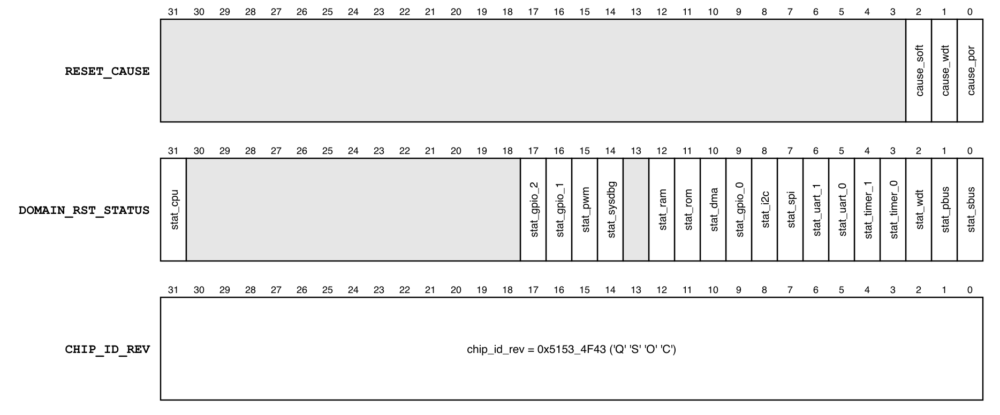 31 30 29 28 27 26 25 24 23 22 21 20 19 18 17 16 15 14 13 12 11 10 9 8 7 6 5 4 3 2 1 0
RESET_CAUSE
cause_soft
cause_wdt
cause_por
31 30 29 28 27 26 25 24 23 22 21 20 19 18 17 16 15 14 13 12 11 10 9 8 7 6 5 4 3 2 1 0
DOMAIN_RST_STATUS
stat_cpu
stat_gpio_2
stat_gpio_1
stat_pwm
stat_sysdbg
stat_ram
stat_rom
stat_dma
stat_gpio_0
stat_i2c
stat_spi
stat_uart_1
stat_uart_0
stat_timer_1
stat_timer_0
stat_wdt
stat_pbus
stat_sbus
31 30 29 28 27 26 25 24 23 22 21 20 19 18 17 16 15 14 13 12 11 10 9 8 7 6 5 4 3 2 1 0
CHIP_ID_REV
chip_id_rev = 0x5153_4F43 ('Q' 'S' 'O' 'C')